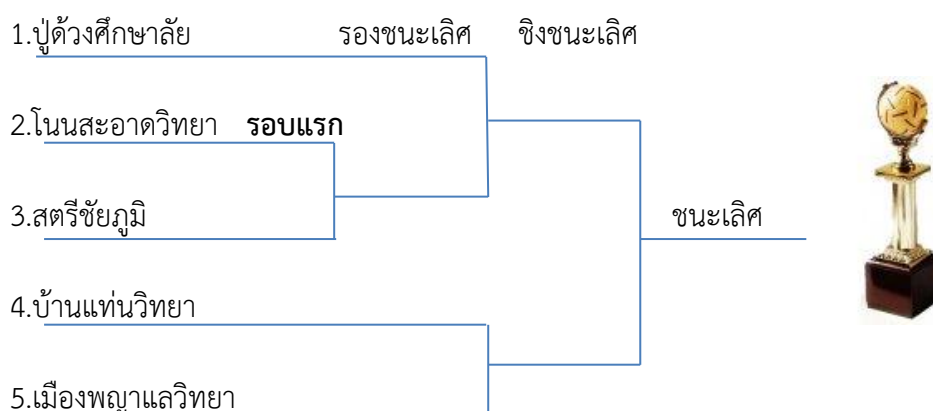 1.ปู่ด้วงศึกษาลัย รองชนะเลิศ ชิงชนะเลิศ
2.โนนสะอาดวิทยา รอบแรก
3.สตรีชัยภูมิ ชนะเลิศ
4.บ้านแท่นวิทยา
5.เมืองพญาแลวิทยา